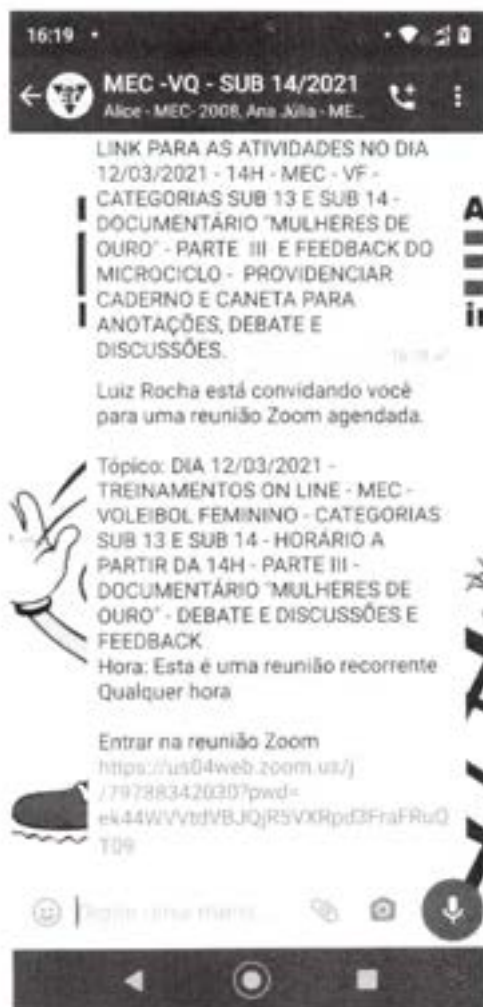 16:19
MEC -VQ - SUB 14/2021
Alice - MEC- 2008, Ana Júlia - ME...
LINK PARA AS ATIVIDADES NO DIA
12/03/2021 - 14H - MEC - VF -
CATEGORIAS SUB 13 E SUB 14 -
DOCUMENTÁRIO "MULHERES DE
OURO" - PARTE III E FEEDBACK DO
MICROCICLO - PROVIDENCIAR
CADERNO E CANETA PARA
ANOTAÇÕES, DEBATE E
DISCUSSÕES.
Luiz Rocha está convidando você
para uma reunião Zoom agendada.
Tópico: DIA 12/03/2021 -
TREINAMENTOS ON LINE - MEC -
VOLEIBOL FEMININO - CATEGORIAS
SUB 13 E SUB 14 - HORÁRIO A
PARTIR DA 14H - PARTE III -
DOCUMENTÁRIO "MULHERES DE
OURO" - DEBATE E DISCUSSÕES E
FEEDBACK
Hora: Esta é uma reunião recorrente
Qualquer hora
Entrar na reunião Zoom
https://us04web.zoom.us/j
/79788342030?pwd=
T09